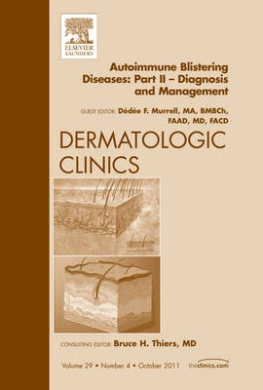 ELSEVIER
SAUNDERS
Autoimmune Blistering
Diseases: Part II – Diagnosis
and Management
GUEST EDITOR: Dédée F. Murrell, MA, BMBCh,
FAAD, MD, FACD
DERMATOLOGIC
CLINICS
CONSULTING EDITOR: Bruce H. Thiers, MD
Volume 29 • Number 4 • October 2011
theclinics.com